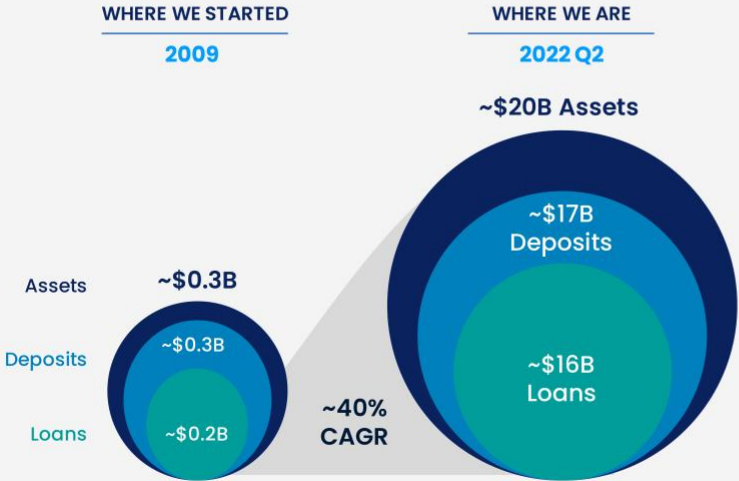 WHERE WE STARTED
2009
WHERE WE ARE
2022 Q2
~$20B Assets
~$17B
Deposits
~$16B
Loans
Assets
~$0.3B
Deposits
~$0.3B
Loans
~$0.2B
~40%
CAGR